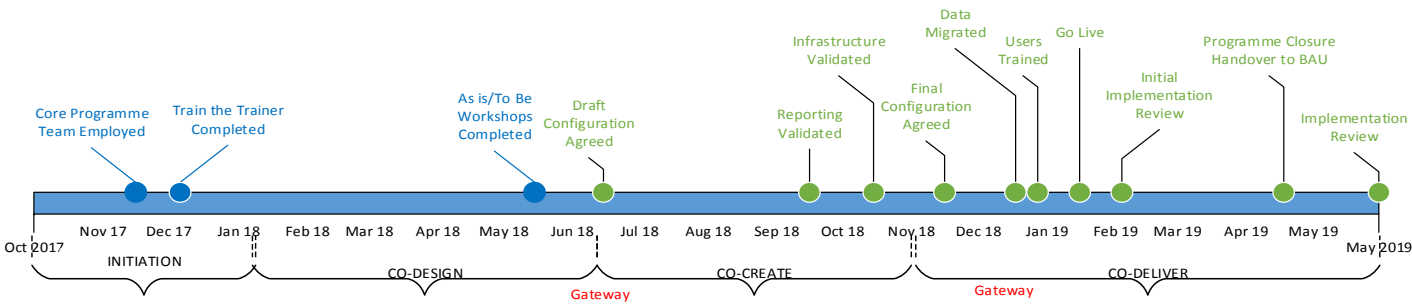 Core Programme
Team Employed
Train the Trainer
Completed
As is/To Be
Workshops
Completed
Draft
Configuration
Agreed
Reporting
Validated
Infrastructure
Validated
Final
Configuration
Agreed
Data
Migrated
Users
Trained
Go Live
Initial
Implementation
Review
Programme Closure
Handover to BAU
Implementation
Review
Oct 2017
Nov 17
Dec 17
Jan 18
Feb 18
Mar 18
Apr 18
May 18
Jun 18
Jul 18
Aug 18
Sep 18
Oct 18
Nov 18
Dec 18
Jan 19
Feb 19
Mar 19
Apr 19
May 19
May 2019
INITIATION
CO-DESIGN
CO-CREATE
CO-DELIVER
Gateway
Gateway